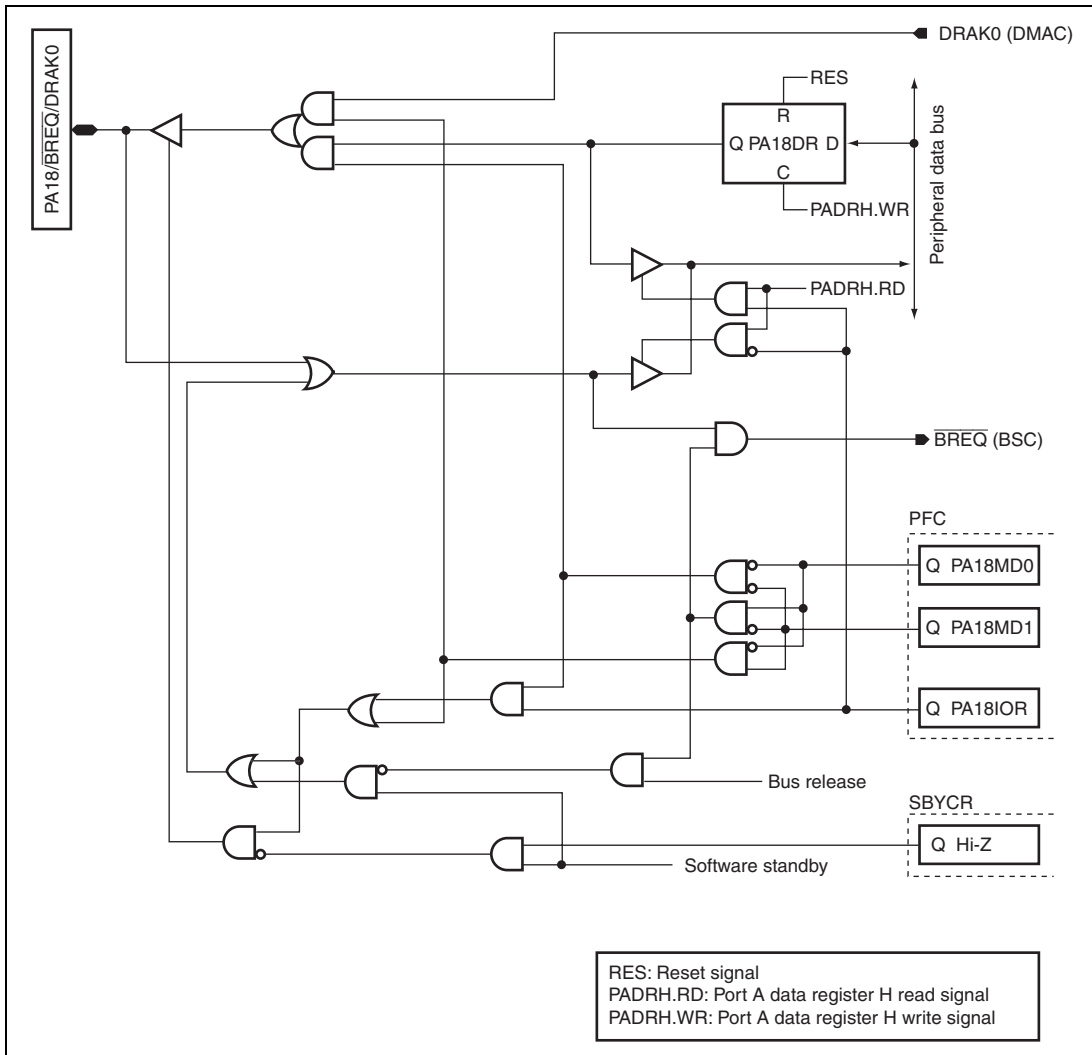 DRAK0 (DMAC)
PA18/BREQ/DRAK0
RES
R
Q PA18DR D
C
PADRH.WR
Peripheral data bus
PADRH.RD
BREQ (BSC)
PFC
Q PA18MD0
Q PA18MD1
Q PA18IOR
Bus release
SBYCR
Q Hi-Z
Software standby
RES: Reset signal
PADRH.RD: Port A data register H read signal
PADRH.WR: Port A data register H write signal